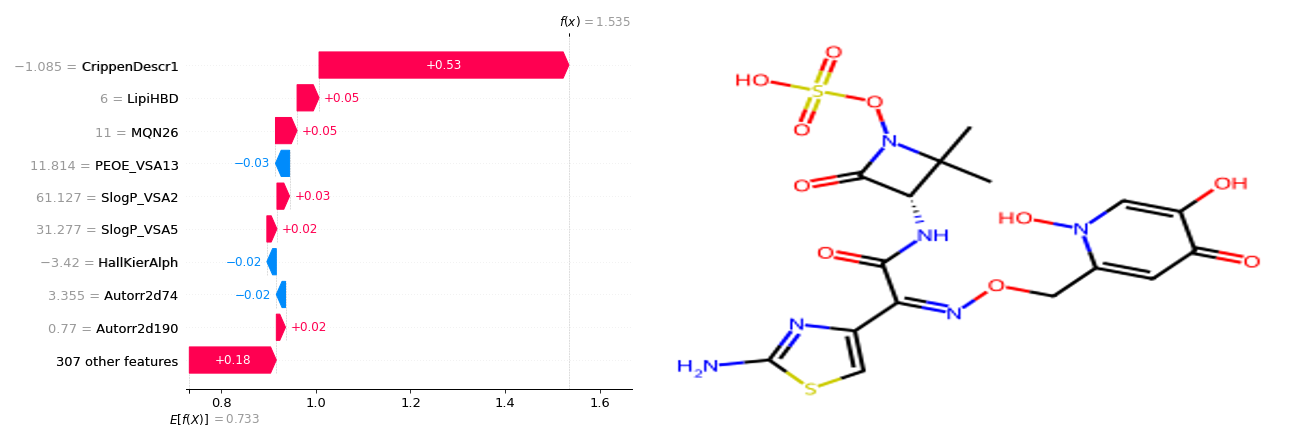 f(x) = 1.535
−1.085 = CrippenDescr1 +0.53
6 = LipiHBD +0.05
11 = MQN26 +0.05
11.814 = PEOE_VSA13 −0.03
61.127 = SlogP_VSA2 +0.03
31.277 = SlogP_VSA5 +0.02
−3.42 = HallKierAlph −0.02
3.355 = Autorr2d74 −0.02
0.77 = Autorr2d190 +0.02
307 other features +0.18
0.8 1.0 1.2 1.4 1.6
E[f(X)] = 0.733
O
HO S O
O N
O
NH
O
HO N OH
O
O N
N
H₂N
S